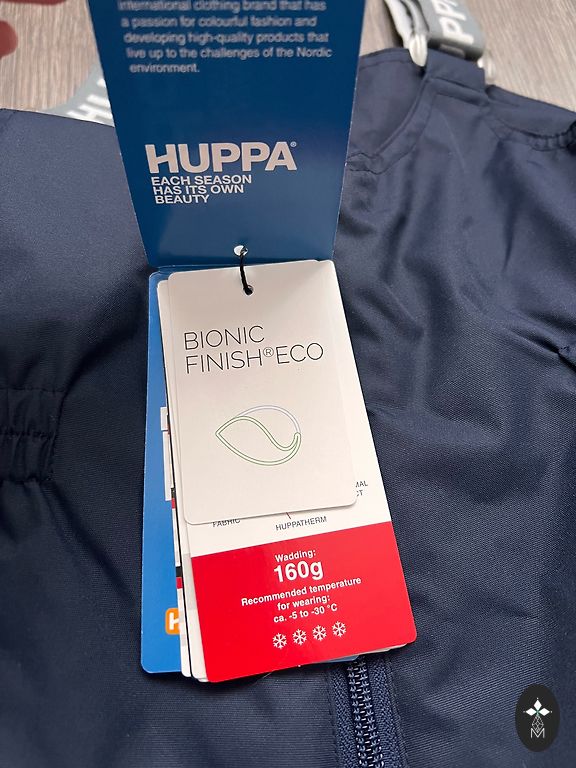 international clothing brand that has
a passion for colourful fashion and
developing high-quality products that
live up to the challenges of the Nordic
environment.
HUPPA®
EACH SEASON
HAS ITS OWN
BEAUTY
BIONIC
FINISH®ECO
FABRIC
HUPPATHERM
Wadding:
160g
Recommended temperature
for wearing:
ca. -5 to -30 °C